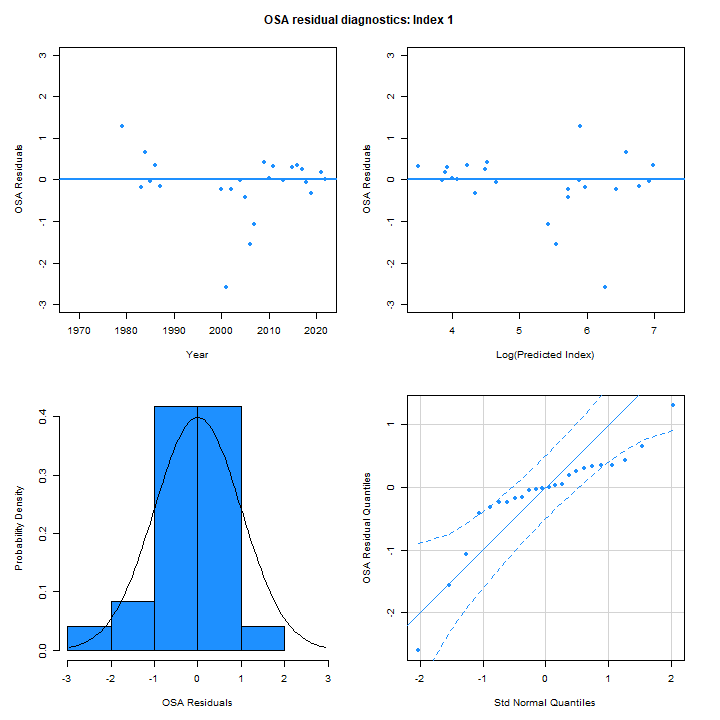 OSA residual diagnostics: Index 1
3
2
1
0
-1
-2
-3
OSA Residuals
1970 1980 1990 2000 2010 2020
Year
3
2
1
0
-1
-2
-3
OSA Residuals
4 5 6 7
Log(Predicted Index)
0.4
0.3
0.2
0.1
0.0
Probability Density
-3 -2 -1 0 1 2 3
OSA Residuals
1
0
-1
-2
OSA Residual Quantiles
-2 -1 0 1 2
Std Normal Quantiles